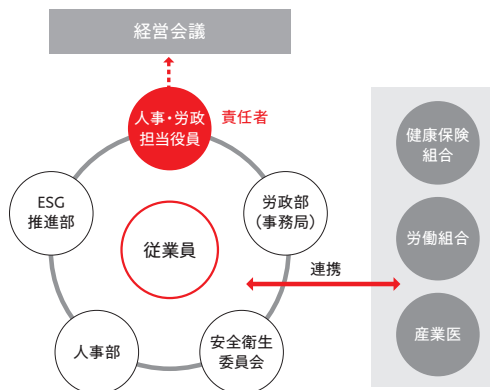 経営会議
人事・労政
担当役員
責任者
ESG
推進部
労政部
（事務局）
従業員
連携
人事部
安全衛生
委員会
健康保険
組合
労働組合
産業医